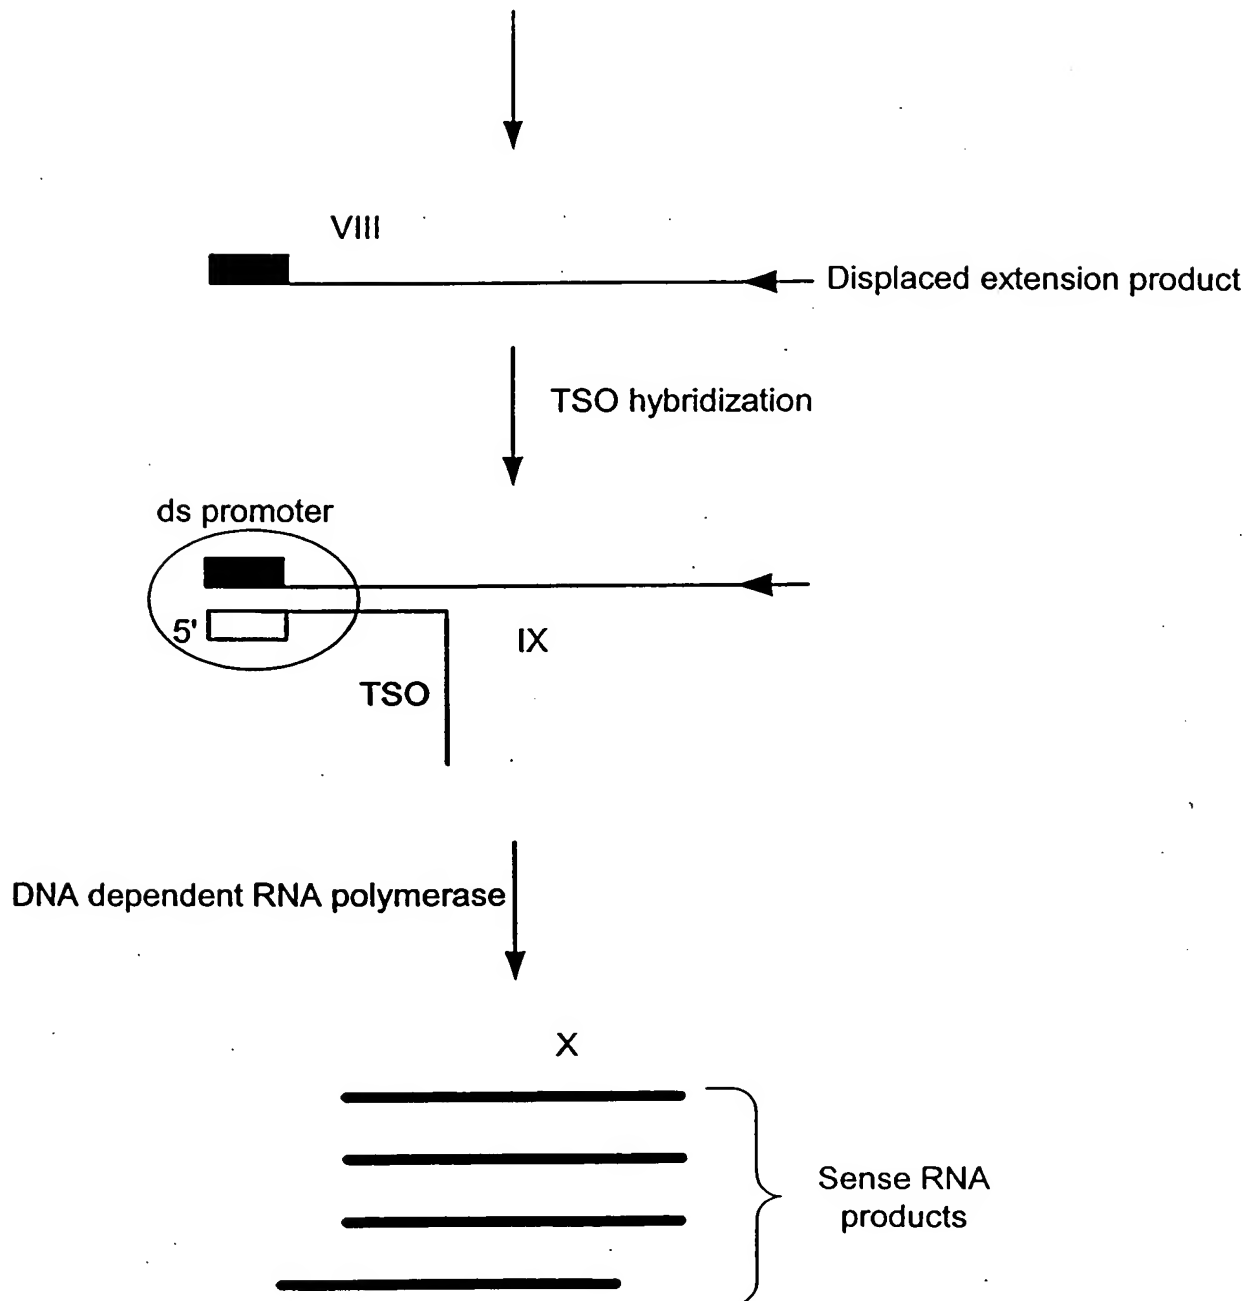 VIII
Displaced extension product
TSO hybridization
ds promoter
5'
IX
TSO
DNA dependent RNA polymerase
X
Sense RNA
products